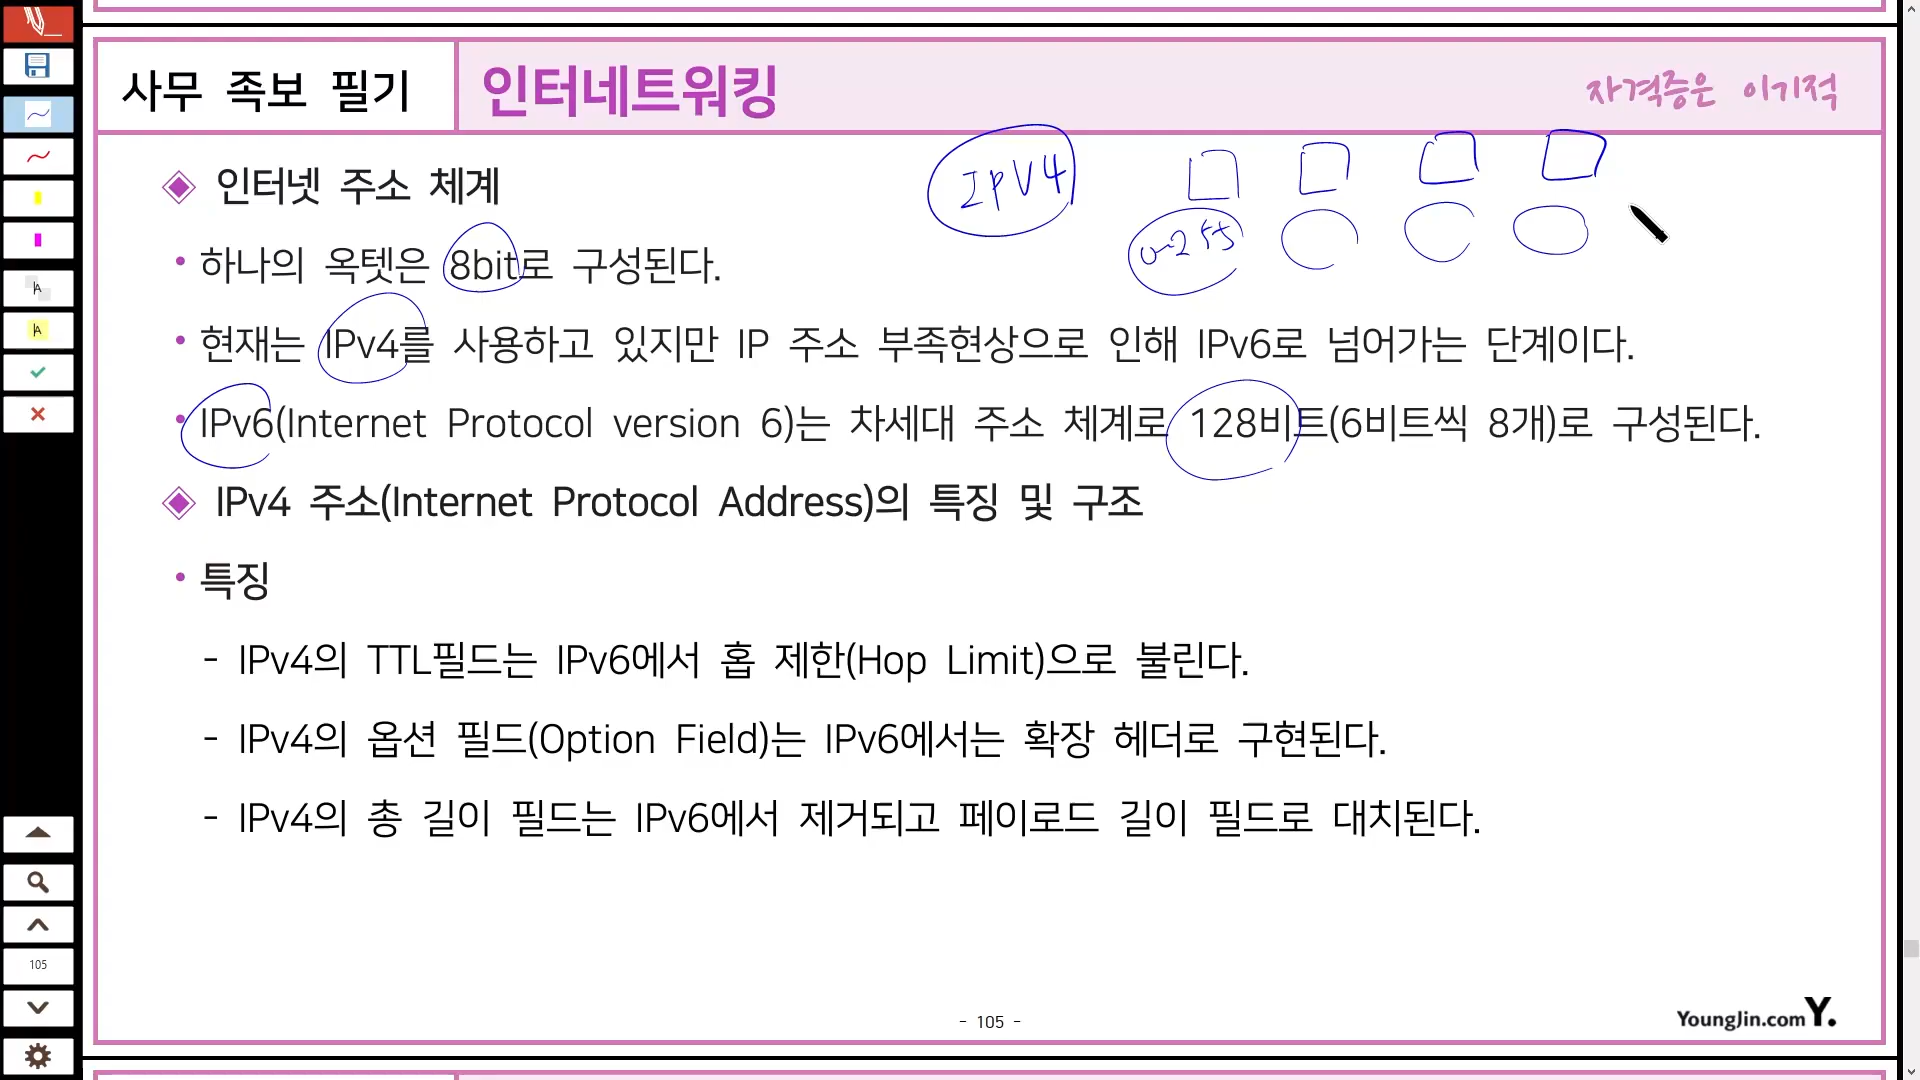 사무 족보 필기
인터네트워킹
자격증은 이기적
IPV4
0~255
인터넷 주소 체계
• 하나의 옥텟은 8bit로 구성된다.
• 현재는 IPv4를 사용하고 있지만 IP 주소 부족현상으로 인해 IPv6로 넘어가는 단계이다.
• IPv6(Internet Protocol version 6)는 차세대 주소 체계로 128비트(6비트씩 8개)로 구성된다.
IPv4 주소(Internet Protocol Address)의 특징 및 구조
• 특징
- IPv4의 TTL필드는 IPv6에서 홉 제한(Hop Limit)으로 불린다.
- IPv4의 옵션 필드(Option Field)는 IPv6에서는 확장 헤더로 구현된다.
- IPv4의 총 길이 필드는 IPv6에서 제거되고 페이로드 길이 필드로 대치된다.
105
- 105 -
YoungJin.com Y.